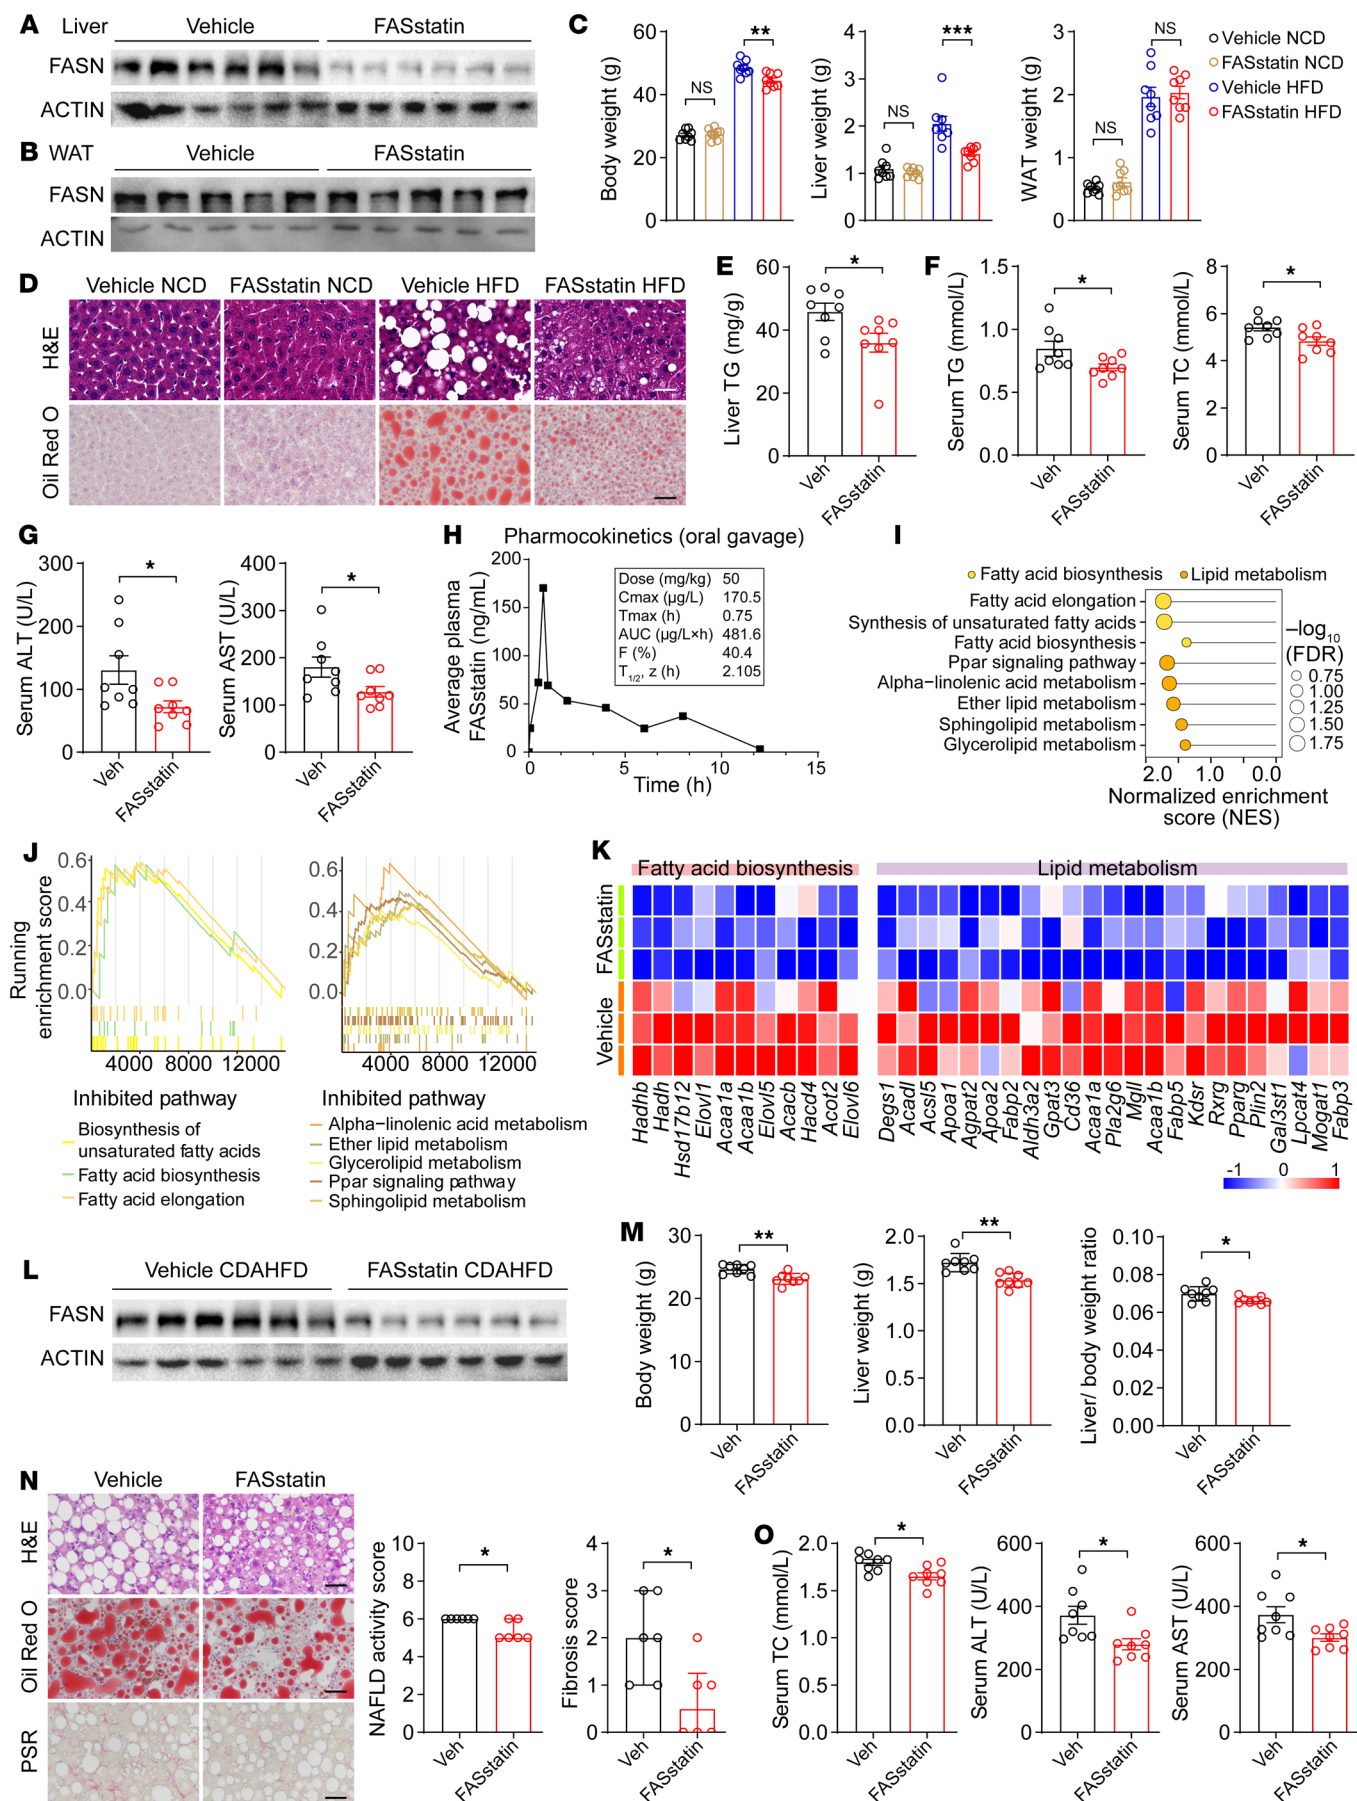 A Liver Vehicle FASstatin
FASN
ACTIN
B WAT Vehicle FASstatin
FASN
ACTIN
C
Body weight (g)
60
40
20
0
NS
**
Liver weight (g)
4
3
2
1
0
NS
***
WAT weight (g)
3
2
1
0
NS
NS
Vehicle NCD
FASstatin NCD
Vehicle HFD
FASstatin HFD
D Vehicle NCD FASstatin NCD Vehicle HFD FASstatin HFD
H&E
Oil Red O
E
Liver TG (mg/g)
60
40
20
0
*
Veh
FASstatin
F
Serum TG (mmol/L)
1.5
1.0
0.5
0.0
*
Veh
FASstatin
Serum TC (mmol/L)
8
6
4
2
0
*
Veh
FASstatin
G
Serum ALT (U/L)
300
200
100
0
*
Veh
FASstatin
Serum AST (U/L)
400
300
200
100
0
*
Veh
FASstatin
H Pharmocokinetics (oral gavage)
Average plasma
FASstatin (ng/mL)
200
150
100
50
0
0 5 10 15
Time (h)
Dose (mg/kg) 50
Cmax (µg/L) 170.5
Tmax (h) 0.75
AUC (µg/L×h) 481.6
F (%) 40.4
T1/2, z (h) 2.105
I
Fatty acid biosynthesis Lipid metabolism
Fatty acid elongation
Synthesis of unsaturated fatty acids
Fatty acid biosynthesis
Ppar signaling pathway
Alpha−linolenic acid metabolism
Ether lipid metabolism
Sphingolipid metabolism
Glycerolipid metabolism
2.0 1.0 0.0
Normalized enrichment
score (NES)
−log10
(FDR)
0.75
1.00
1.25
1.50
1.75
J
Running
enrichment score
0.6
0.4
0.2
0.0
4000 8000 12000
Inhibited pathway
Biosynthesis of
unsaturated fatty acids
Fatty acid biosynthesis
Fatty acid elongation
0.6
0.4
0.2
0.0
4000 8000 12000
Inhibited pathway
Alpha−linolenic acid metabolism
Ether lipid metabolism
Glycerolipid metabolism
Ppar signaling pathway
Sphingolipid metabolism
K Fatty acid biosynthesis Lipid metabolism
FASstatin
Vehicle
Hadhb
Hadh
Hsd17b12
Elovl1
Acaa1a
Acaa1b
Elovl5
Acacb
Hacd4
Acot2
Elovl6
Degs1
Acadl
Acsl5
Apoa1
Agpat2
Apoa2
Fabp2
Aldh3a2
Gpat3
Cd36
Acaa1a
Pla2g6
Mgll
Acaa1b
Fabp5
Kdsr
Rxrg
Pparg
Plin2
Gal3st1
Lpcat4
Mogat1
Fabp3
-1 0 1
L Vehicle CDAHFD FASstatin CDAHFD
FASN
ACTIN
M
Body weight (g)
30
20
10
0
**
Veh
FASstatin
Liver weight (g)
2.0
1.5
1.0
0.5
0.0
**
Veh
FASstatin
Liver/ body weight ratio
0.10
0.08
0.06
0.04
0.02
0.00
*
Veh
FASstatin
N Vehicle FASstatin
H&E
Oil Red O
PSR
NAFLD activity score
10
8
6
4
2
0
*
Veh
FASstatin
Fibrosis score
4
3
2
1
0
*
Veh
FASstatin
O
Serum TC (mmol/L)
2.0
1.5
1.0
0.5
0.0
*
Veh
FASstatin
Serum ALT (U/L)
600
400
200
0
*
Veh
FASstatin
Serum AST (U/L)
600
400
200
0
*
Veh
FASstatin